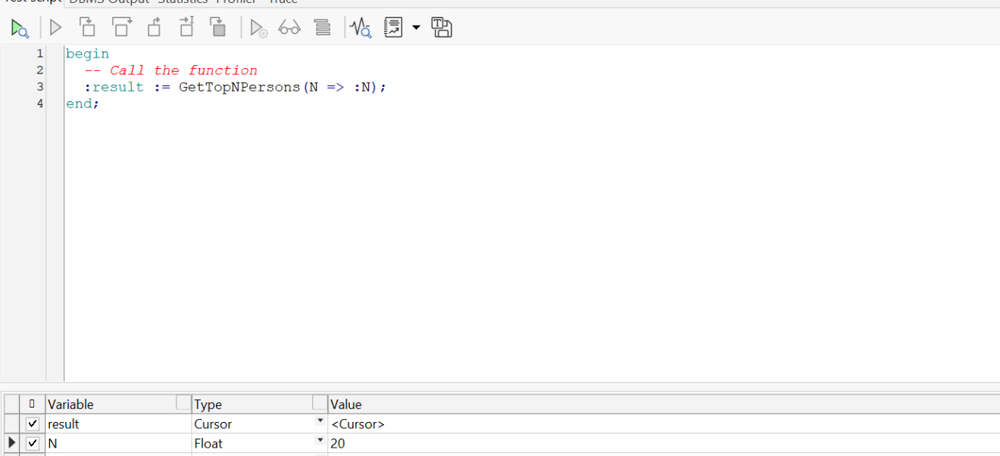 Test script DBMS Output Statistics Profiler Trace
1 begin
2 -- Call the function
3 :result := GetTopNPersons(N => :N);
4 end;
Variable Type Value
result Cursor <Cursor>
N Float 20